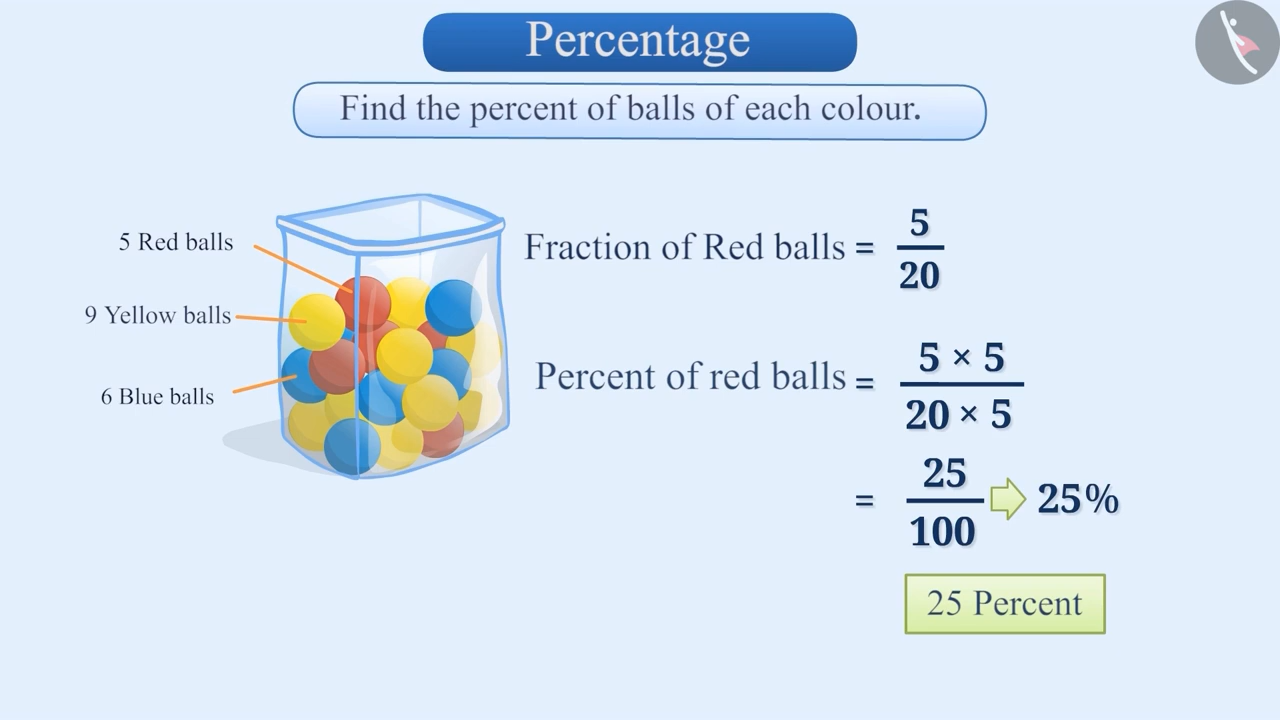 Percentage
Find the percent of balls of each colour.
5 Red balls
9 Yellow balls
6 Blue balls
Fraction of Red balls = 5/20
Percent of red balls = 5 × 5/20 × 5
= 25/100 25%
25 Percent